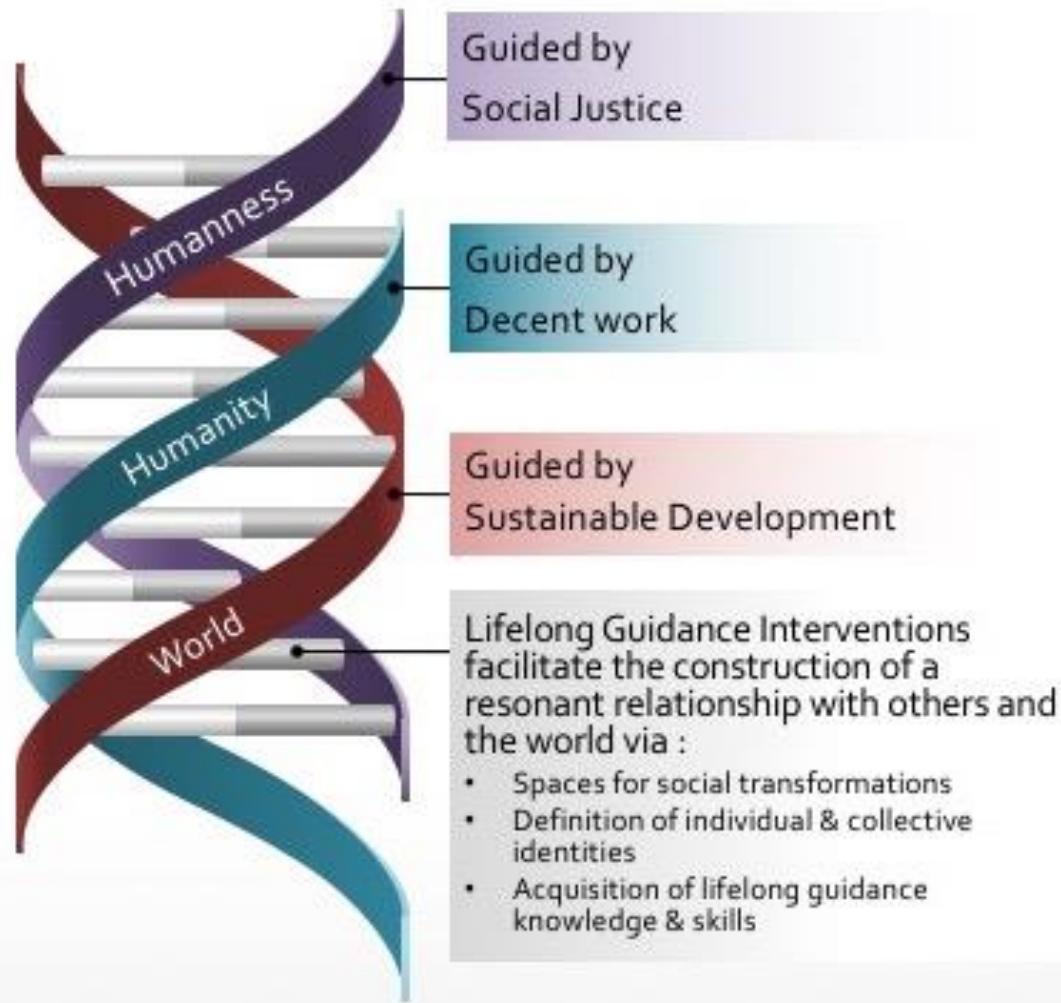 Guided by
Social Justice
Humanness
Guided by
Decent work
Humanity
Guided by
Sustainable Development
World
Lifelong Guidance Interventions
facilitate the construction of a
resonant relationship with others and
the world via :
• Spaces for social transformations
• Definition of individual & collective
identities
• Acquisition of lifelong guidance
knowledge & skills